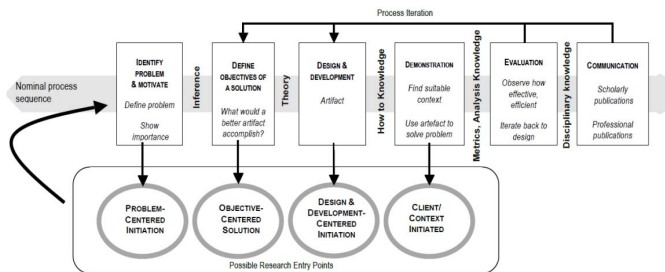 Process Iteration
Nominal process
sequence
IDENTIFY
PROBLEM
& MOTIVATE
Define problem
Show
importance
Inference
DEFINE
OBJECTIVES OF
A SOLUTION
What would a
better artifact
accomplish?
Theory
DESIGN &
DEVELOPMENT
Artifact
How to Knowledge
DEMONSTRATION
Find suitable
context
Use artefact to
solve problem
Metrics, Analysis Knowledge
EVALUATION
Observe how
effective,
efficient
Iterate back to
design
Disciplinary knowledge
COMMUNICATION
Scholarly
publications
Professional
publications
PROBLEM-
CENTERED
INITIATION
OBJECTIVE-
CENTERED
SOLUTION
DESIGN &
DEVELOPMENT-
CENTERED
INITIATION
CLIENT/
CONTEXT
INITIATED
Possible Research Entry Points